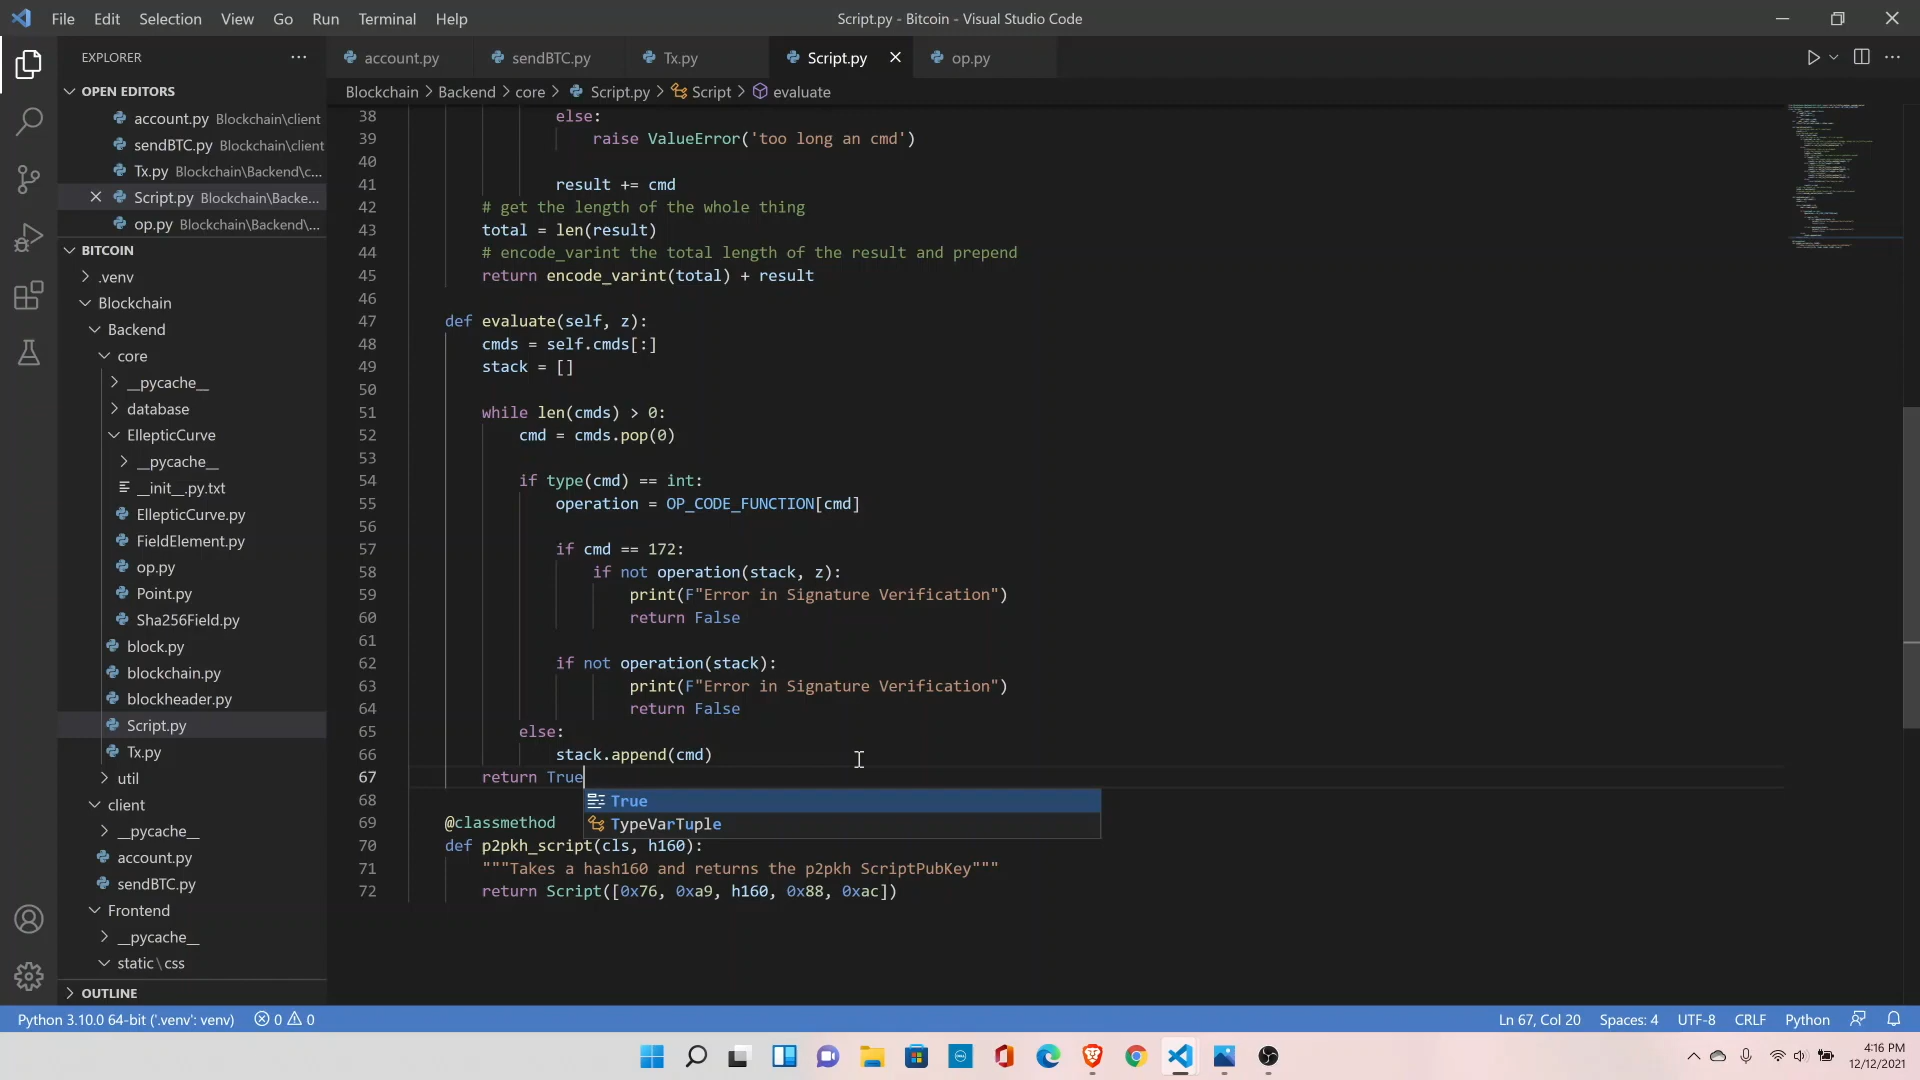 File Edit Selection View Go Run Terminal Help
Script.py - Bitcoin - Visual Studio Code
EXPLORER
OPEN EDITORS
account.py Blockchain\client
sendBTC.py Blockchain\client
Tx.py Blockchain\Backend\c...
Script.py Blockchain\Backe...
op.py Blockchain\Backend\...
BITCOIN
.venv
Blockchain
Backend
core
__pycache__
database
EllepticCurve
__pycache__
__init__.py.txt
EllepticCurve.py
FieldElement.py
op.py
Point.py
Sha256Field.py
block.py
blockchain.py
blockheader.py
Script.py
Tx.py
util
client
__pycache__
account.py
sendBTC.py
Frontend
__pycache__
static\css
OUTLINE
account.py sendBTC.py Tx.py Script.py op.py
Blockchain > Backend > core > Script.py > Script > evaluate
38 else:
39 raise ValueError('too long an cmd')
40
41 result += cmd
42 # get the length of the whole thing
43 total = len(result)
44 # encode_varint the total length of the result and prepend
45 return encode_varint(total) + result
46
47 def evaluate(self, z):
48 cmds = self.cmds[:]
49 stack = []
50
51 while len(cmds) > 0:
52 cmd = cmds.pop(0)
53
54 if type(cmd) == int:
55 operation = OP_CODE_FUNCTION[cmd]
56
57 if cmd == 172:
58 if not operation(stack, z):
59 print(F"Error in Signature Verification")
60 return False
61
62 if not operation(stack):
63 print(F"Error in Signature Verification")
64 return False
65 else:
66 stack.append(cmd)
67 return True
68
True
TypeVarTuple
69 @classmethod
70 def p2pkh_script(cls, h160):
71 """Takes a hash160 and returns the p2pkh ScriptPubKey"""
72 return Script([0x76, 0xa9, h160, 0x88, 0xac])
Python 3.10.0 64-bit ('.venv': venv) 0 0
Ln 67, Col 20 Spaces: 4 UTF-8 CRLF Python
4:16 PM
12/12/2021